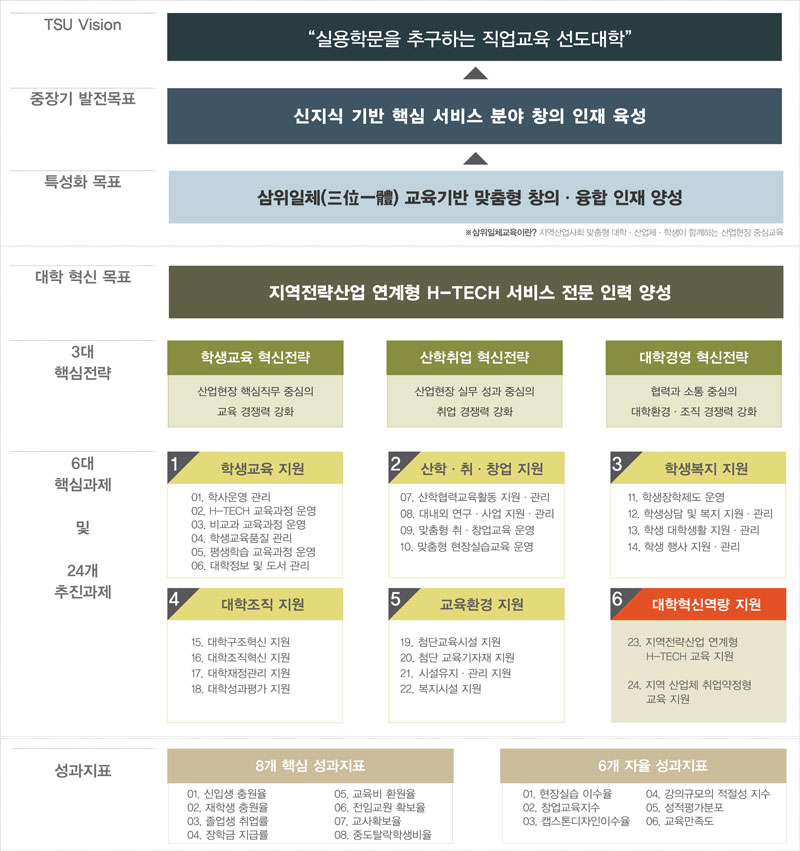 TSU Vision
“실용학문을 추구하는 직업교육 선도대학”
중장기 발전목표
신지식 기반 핵심 서비스 분야 창의 인재 육성
특성화 목표
삼위일체(三位一體) 교육기반 맞춤형 창의 · 융합 인재 양성
※삼위일체교육이란? 지역산업사회 맞춤형 대학 · 산업체 · 학생이 함께하는 산업현장 중심교육
대학 혁신 목표
지역전략산업 연계형 H-TECH 서비스 전문 인력 양성
3대
핵심전략
학생교육 혁신전략
산업현장 핵심직무 중심의
교육 경쟁력 강화
산학취업 혁신전략
산업현장 실무 성과 중심의
취업 경쟁력 강화
대학경영 혁신전략
협력과 소통 중심의
대학환경 · 조직 경쟁력 강화
6대
핵심과제
및
24개
추진과제
1 학생교육 지원
01. 학사운영 관리
02. H-TECH 교육과정 운영
03. 비교과 교육과정 운영
04. 학생교육품질 관리
05. 평생학습 교육과정 운영
06. 대학정보 및 도서 관리
2 산학 · 취 · 창업 지원
07. 산학협력교육활동 지원 · 관리
08. 대내외 연구 · 사업 지원 · 관리
09. 맞춤형 취 · 창업교육 운영
10. 맞춤형 현장실습교육 운영
3 학생복지 지원
11. 학생장학제도 운영
12. 학생상담 및 복지 지원 · 관리
13. 학생 대학생활 지원 · 관리
14. 학생 행사 지원 · 관리
4 대학조직 지원
15. 대학구조혁신 지원
16. 대학조직혁신 지원
17. 대학재정관리 지원
18. 대학성과평가 지원
5 교육환경 지원
19. 첨단교육시설 지원
20. 첨단 교육기자재 지원
21. 시설유지 · 관리 지원
22. 복지시설 지원
6 대학혁신역량 지원
23. 지역전략산업 연계형
H-TECH 교육 지원
24. 지역 산업체 취업약정형
교육 지원
성과지표
8개 핵심 성과지표
01. 신입생 충원율
02. 재학생 충원율
03. 졸업생 취업률
04. 장학금 지급률
05. 교육비 환원율
06. 전임교원 확보율
07. 교사확보율
08. 중도탈락학생비율
6개 자율 성과지표
01. 현장실습 이수율
02. 창업교육지수
03. 캡스톤디자인이수율
04. 강의규모의 적절성 지수
05. 성적평가분포
06. 교육만족도